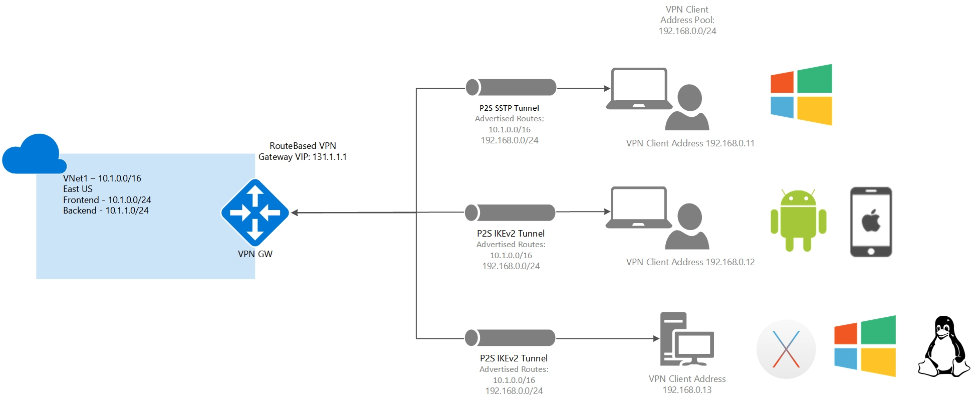 VPN Client
Address Pool:
192.168.0.0/24
P2S SSTP Tunnel
Advertised Routes:
10.1.0.0/16
192.168.0.0/24
VPN Client Address 192.168.0.11
RouteBased VPN
Gateway VIP: 131.1.1.1
VNet1 – 10.1.0.0/16
East US
Frontend - 10.1.0.0/24
Backend - 10.1.1.0/24
VPN GW
P2S IKEv2 Tunnel
Advertised Routes:
10.1.0.0/16
192.168.0.0/24
VPN Client Address 192.168.0.12
P2S IKEv2 Tunnel
Advertised Routes:
10.1.0.0/16
192.168.0.0/24
VPN Client Address
192.168.0.13